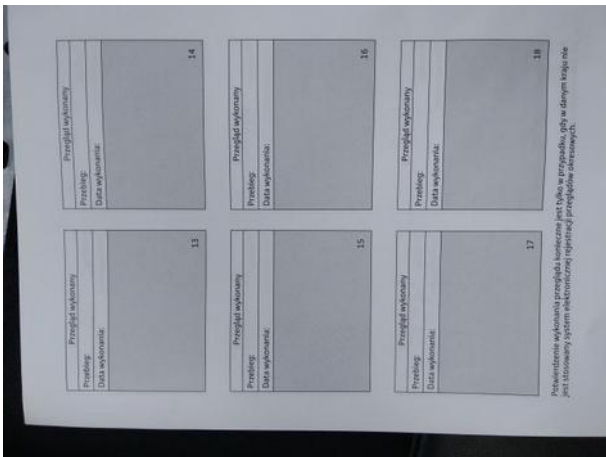 Przegląd wykonany
Przebieg:
Data wykonania:
13
Przegląd wykonany
Przebieg:
Data wykonania:
14
Przegląd wykonany
Przebieg:
Data wykonania:
15
Przegląd wykonany
Przebieg:
Data wykonania:
16
Przegląd wykonany
Przebieg:
Data wykonania:
17
Przegląd wykonany
Przebieg:
Data wykonania:
18
Potwierdzenie wykonania przeglądu konieczne jest tylko w przypadku, gdy w danym kraju nie
jest stosowany system elektronicznej rejestracji przeglądów okresowych.